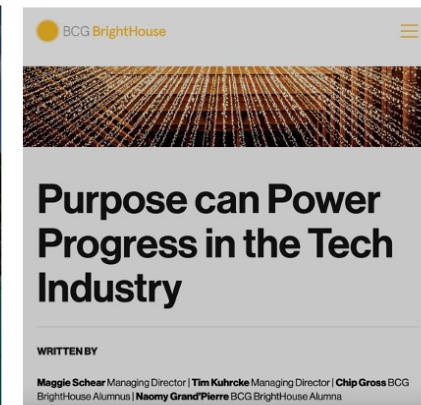 BCG BrightHouse
Purpose can Power
Progress in the Tech
Industry
WRITTEN BY
Maggie Schear Managing Director | Tim Kuhrcke Managing Director | Chip Gross BCG
BrightHouse Alumnus | Naomy Grand'Pierre BCG BrightHouse Alumna